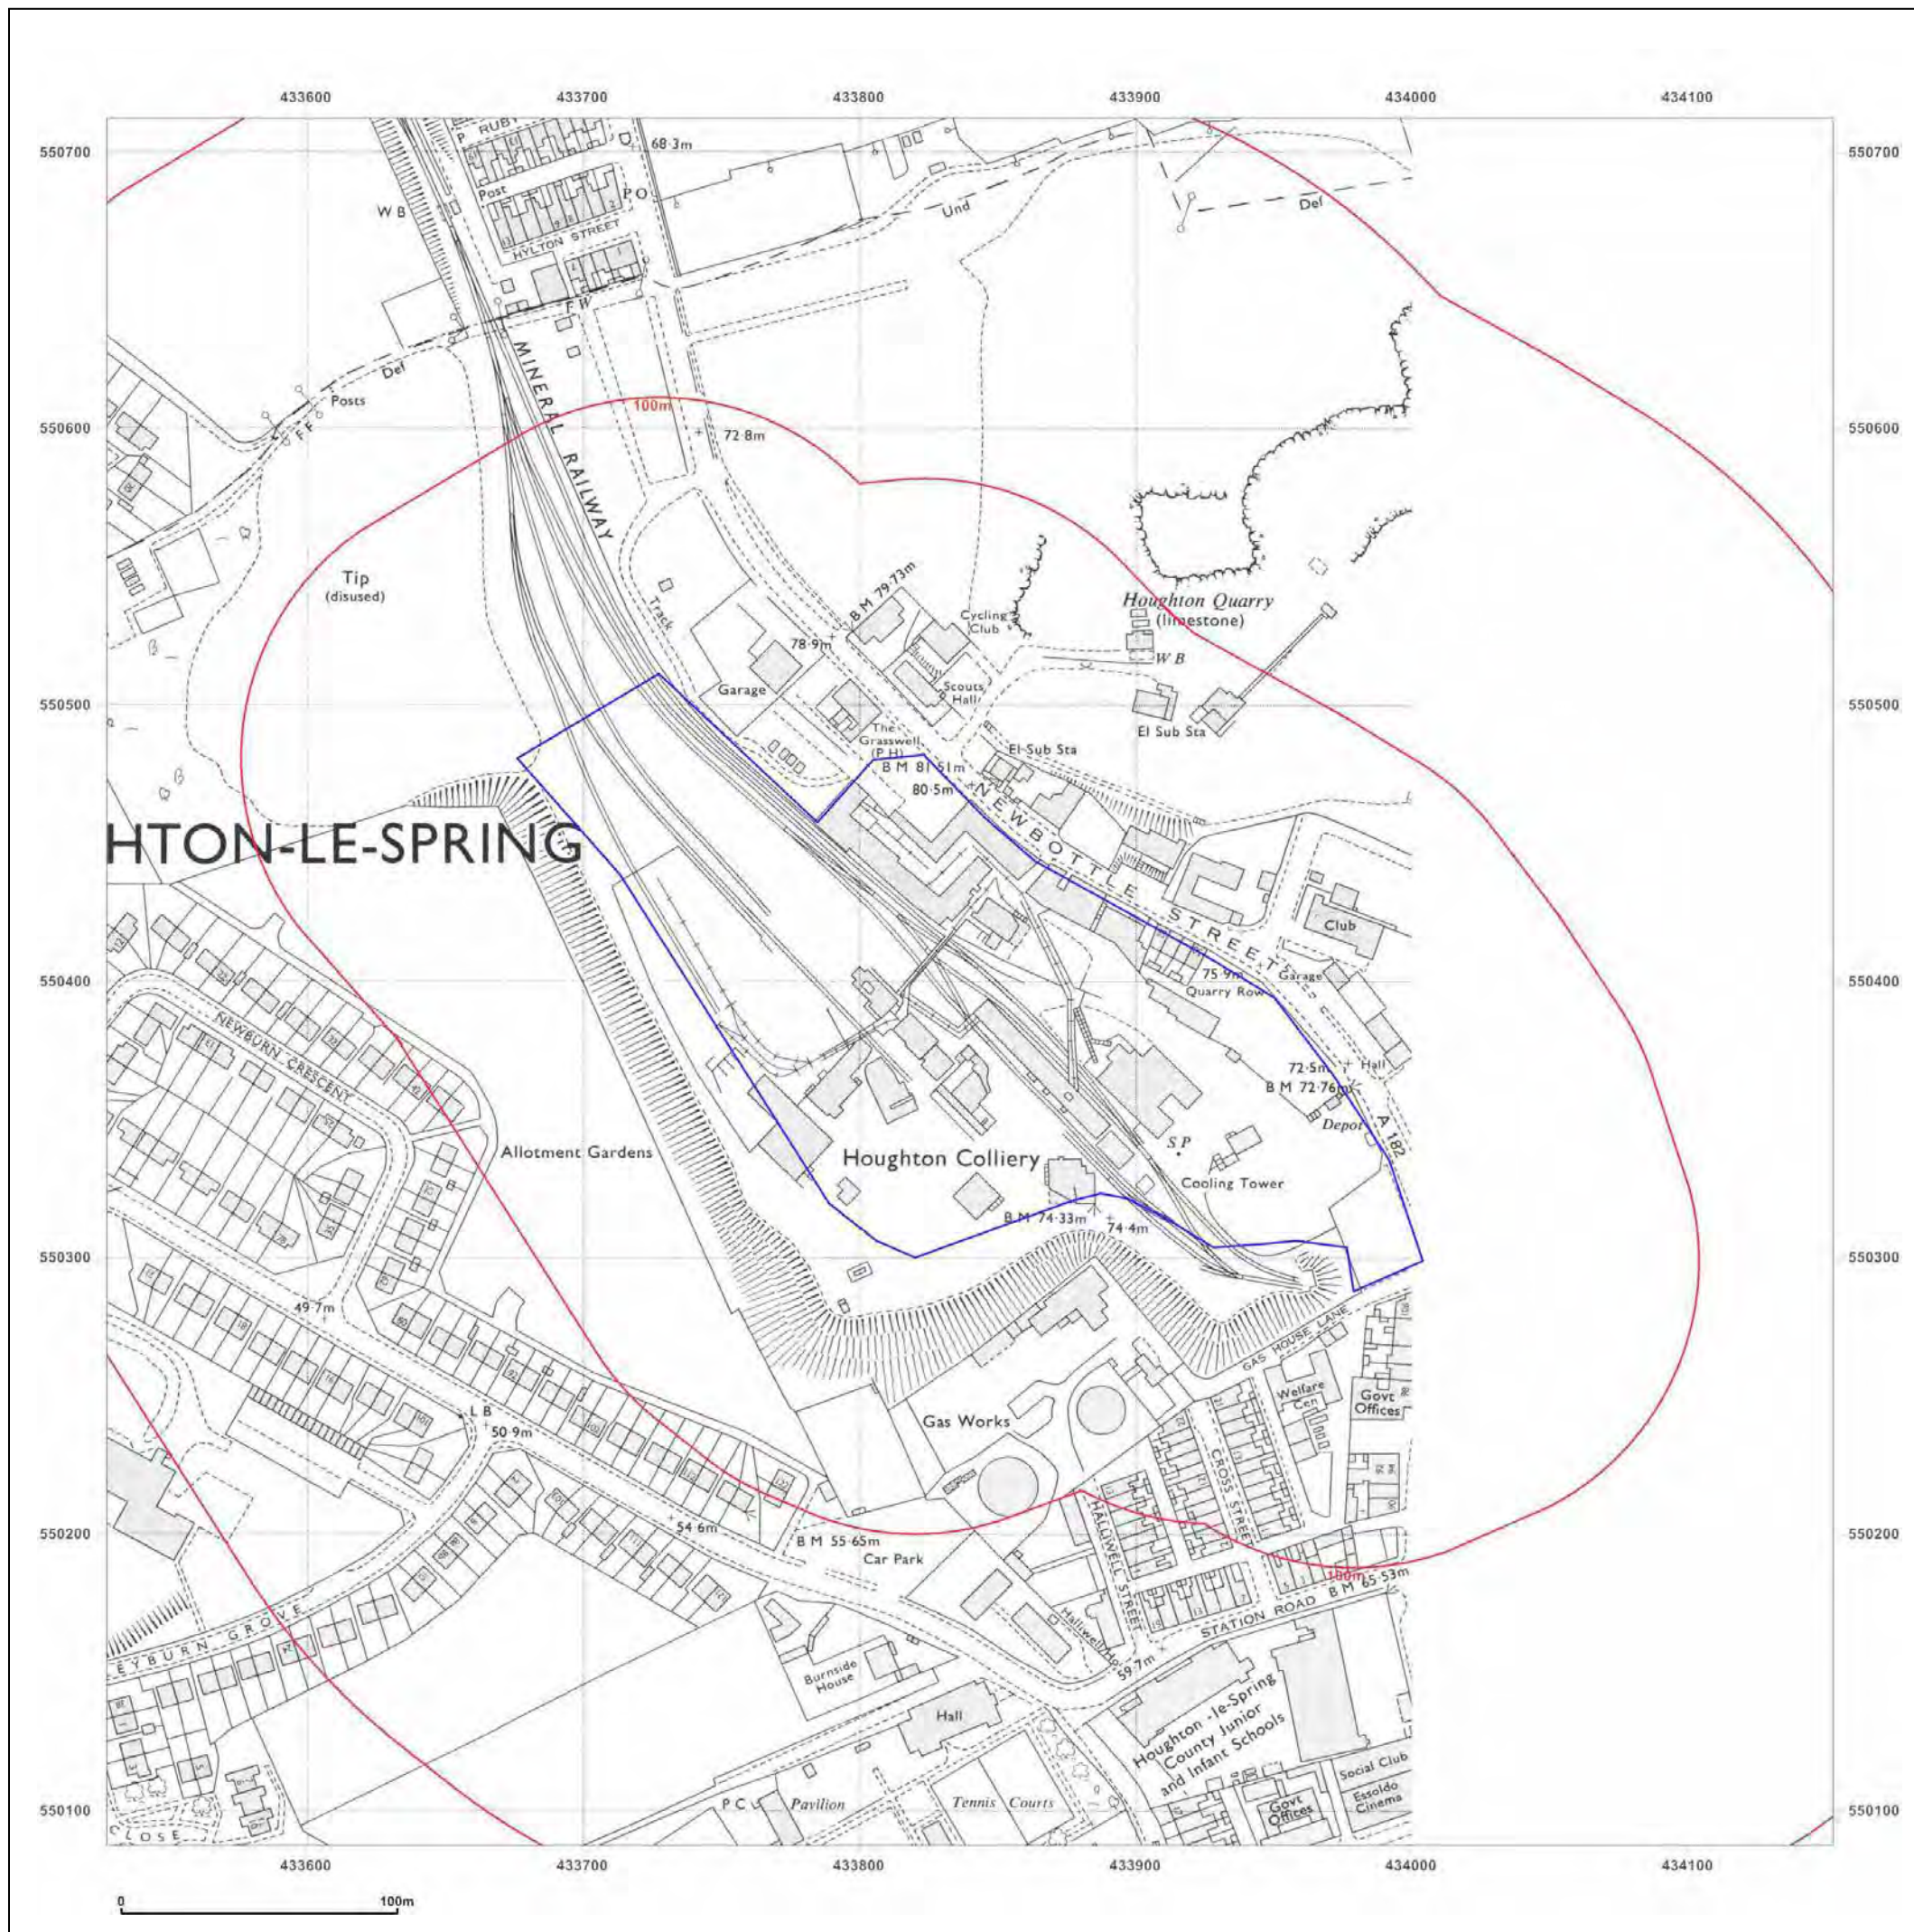 433600 433700 433800 433900 434000 434100
550700 550700
P RUBY
68·3m
Post
P O
W B
Und
Def
HYLTON STREET
F W
Def
Posts
F F
MINERAL RAILWAY
100m
72·8m
550600 550600
Tip
(disused)
Track
B M 79·73m
78·9m
Cycling
Club
Houghton Quarry
(limestone)
W B
Garage
Scouts
Hall
550500 550500
The
Grasswell
(P H)
El Sub Sta
El Sub Sta
B M 81·51m
80·5m
NEWBOTTLE STREET
HTON-LE-SPRING
Club
75·9m
Garage
Quarry Row
550400 550400
NEWBURN CRESCENT
72·5m
Hall
B M 72·76m
Depot
A 182
Allotment Gardens
Houghton Colliery
S P
Cooling Tower
B M 74·33m
74·4m
550300 550300
49·7m
GAS HOUSE LANE
Welfare
Cen
Govt
Offices
L B
50·9m
Gas Works
CROSS STREET
HALLIWELL STREET
54·6m
550200 550200
B M 55·65m
Car Park
100m
B M 65·53m
STATION ROAD
59·7m
EYBURN GROVE
Burnside
House
Hall
Houghton-le-Spring
County Junior
and Infant Schools
Social Club
Essoldo
Cinema
P C
Pavilion
Tennis Courts
Govt
Offices
550100 550100
CLOSE
433600 433700 433800 433900 434000 434100
0 100m